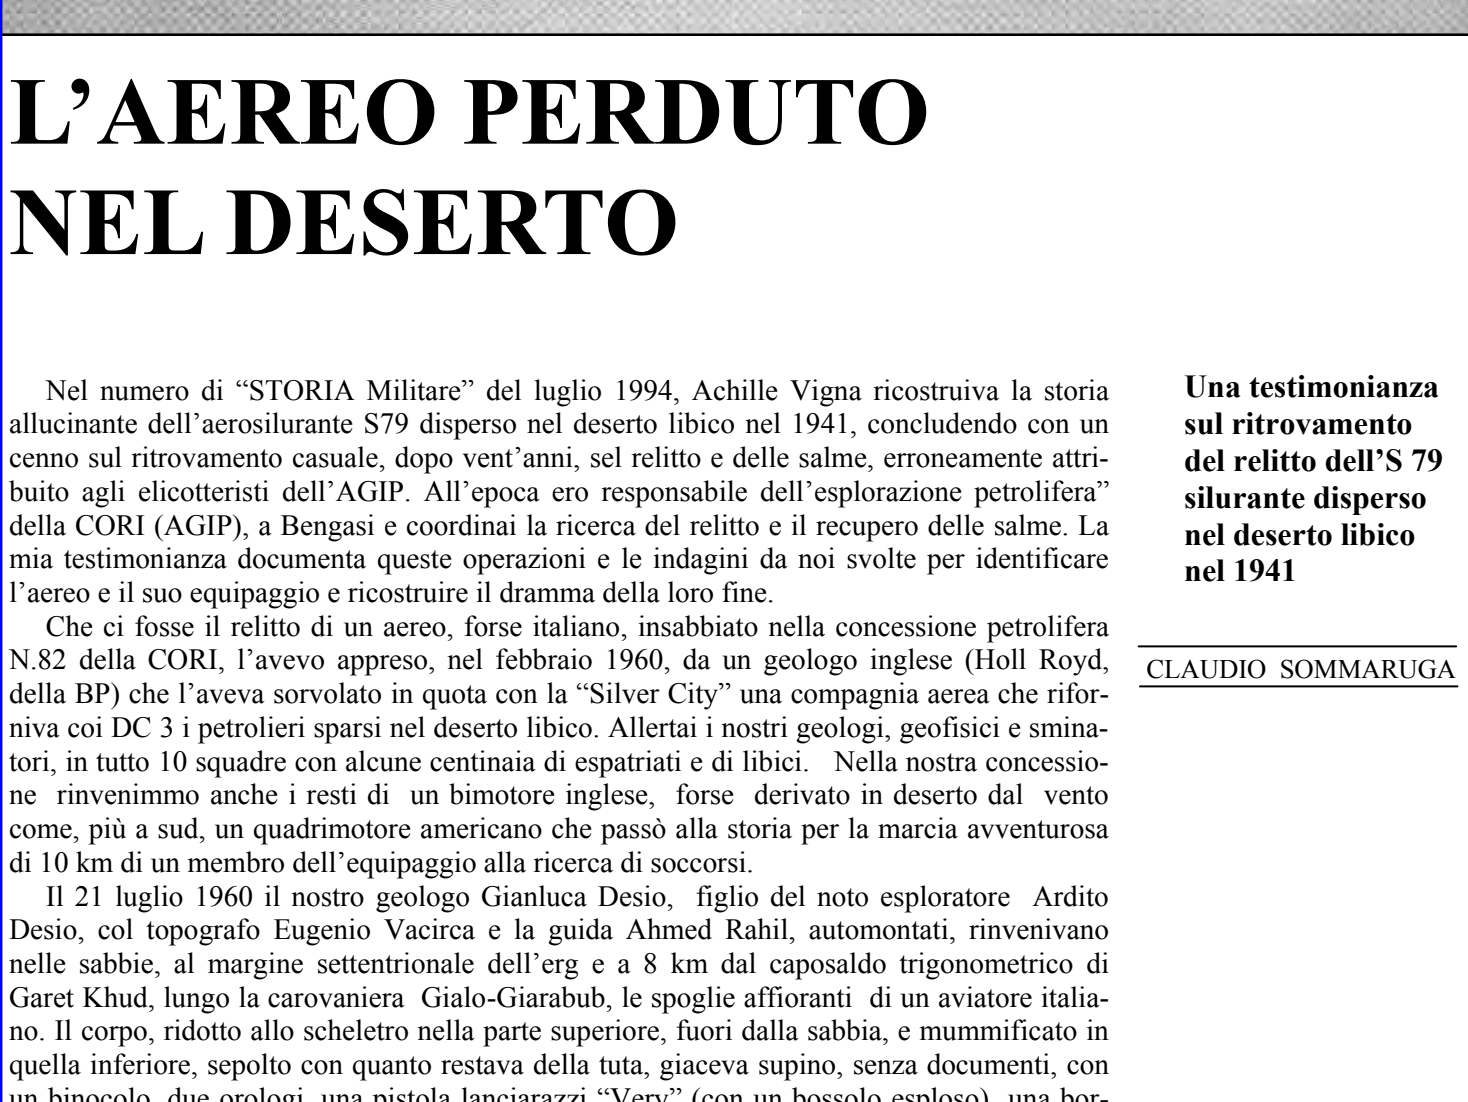 L’AEREO PERDUTO
NEL DESERTO
Nel numero di “STORIA Militare” del luglio 1994, Achille Vigna ricostruiva la storia
allucinante dell’aerosilurante S79 disperso nel deserto libico nel 1941, concludendo con un
cenno sul ritrovamento casuale, dopo vent’anni, sel relitto e delle salme, erroneamente attri-
buito agli elicotteristi dell’AGIP. All’epoca ero responsabile dell’esplorazione petrolifera”
della CORI (AGIP), a Bengasi e coordinai la ricerca del relitto e il recupero delle salme. La
mia testimonianza documenta queste operazioni e le indagini da noi svolte per identificare
l’aereo e il suo equipaggio e ricostruire il dramma della loro fine.
Che ci fosse il relitto di un aereo, forse italiano, insabbiato nella concessione petrolifera
N.82 della CORI, l’avevo appreso, nel febbraio 1960, da un geologo inglese (Holl Royd,
della BP) che l’aveva sorvolato in quota con la “Silver City” una compagnia aerea che rifor-
niva coi DC 3 i petrolieri sparsi nel deserto libico. Allertai i nostri geologi, geofisici e smina-
tori, in tutto 10 squadre con alcune centinaia di espatriati e di libici. Nella nostra concessio-
ne rinvenimmo anche i resti di un bimotore inglese, forse derivato in deserto dal vento
come, più a sud, un quadrimotore americano che passò alla storia per la marcia avventurosa
di 10 km di un membro dell’equipaggio alla ricerca di soccorsi.
Il 21 luglio 1960 il nostro geologo Gianluca Desio, figlio del noto esploratore Ardito
Desio, col topografo Eugenio Vacirca e la guida Ahmed Rahil, automontati, rinvenivano
nelle sabbie, al margine settentrionale dell’erg e a 8 km dal caposaldo trigonometrico di
Garet Khud, lungo la carovaniera Gialo-Giarabub, le spoglie affioranti di un aviatore italia-
no. Il corpo, ridotto allo scheletro nella parte superiore, fuori dalla sabbia, e mummificato in
quella inferiore, sepolto con quanto restava della tuta, giaceva supino, senza documenti, con
un binocolo, due orologi, una pistola lanciarazzi “Very” (con un bossolo esploso), una bor-
Una testimonianza
sul ritrovamento
del relitto dell’S 79
silurante disperso
nel deserto libico
nel 1941
CLAUDIO SOMMARUGA